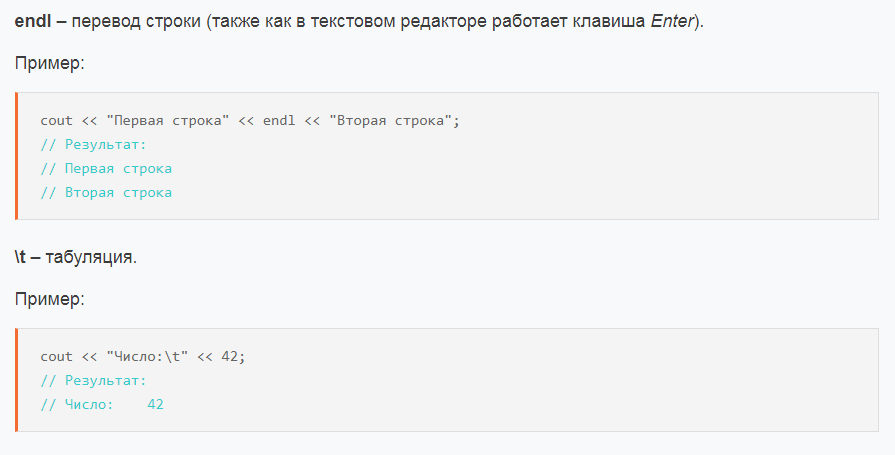 endl – перевод строки (также как в текстовом редакторе работает клавиша Enter).
Пример:
cout << "Первая строка" << endl << "Вторая строка";
// Результат:
// Первая строка
// Вторая строка
\t – табуляция.
Пример:
cout << "Число:\t" << 42;
// Результат:
// Число:    42